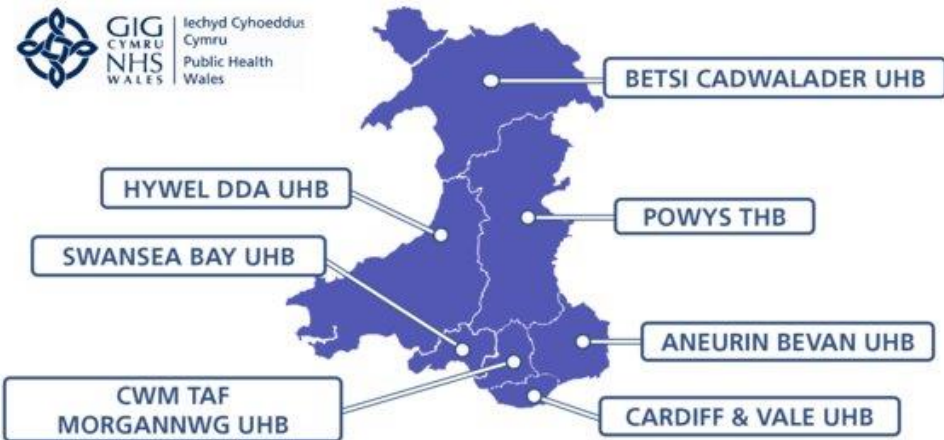 GIG
CYMRU
NHS
WALES
Iechyd Cyhoeddus
Cymru
Public Health
Wales
BETSI CADWALADER UHB
HYWEL DDA UHB
POWYS THB
SWANSEA BAY UHB
ANEURIN BEVAN UHB
CWM TAF
MORGANNWG UHB
CARDIFF & VALE UHB